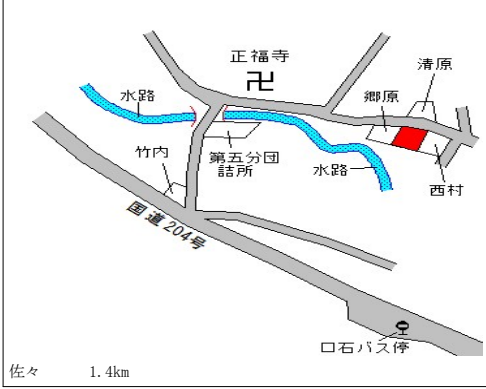 正福寺
卍
清原
水路
郷原
竹内
第五分団
詰所
水路
西村
国道204号
口石バス停
佐々 1.4km